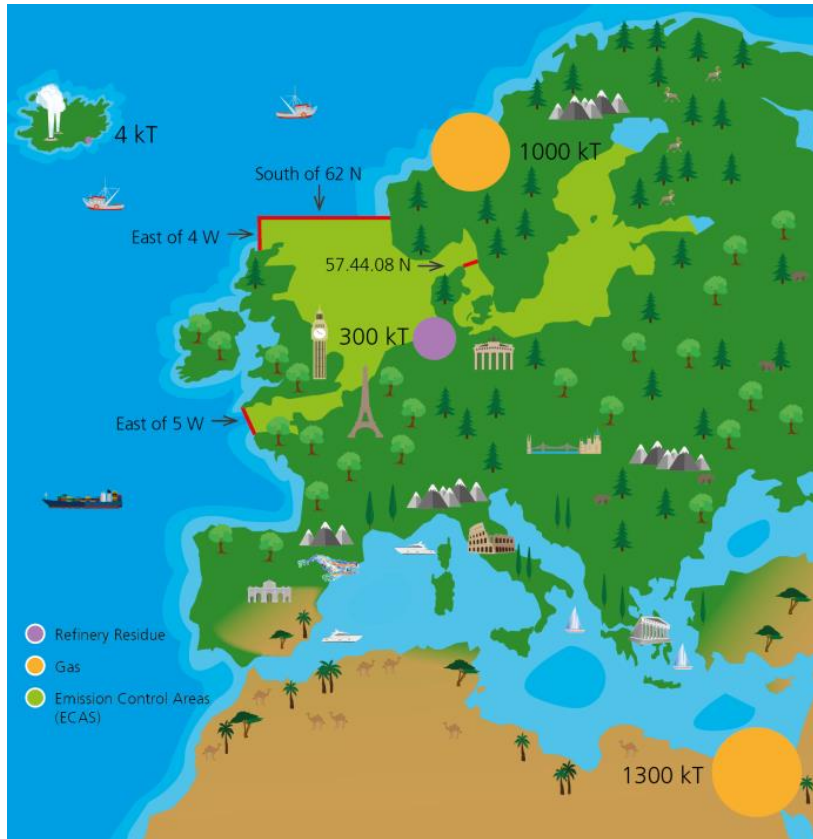 4 kT
1000 kT
South of 62 N
East of 4 W
57.44.08 N
300 kT
East of 5 W
Refinery Residue
Gas
Emission Control Areas
(ECAS)
1300 kT